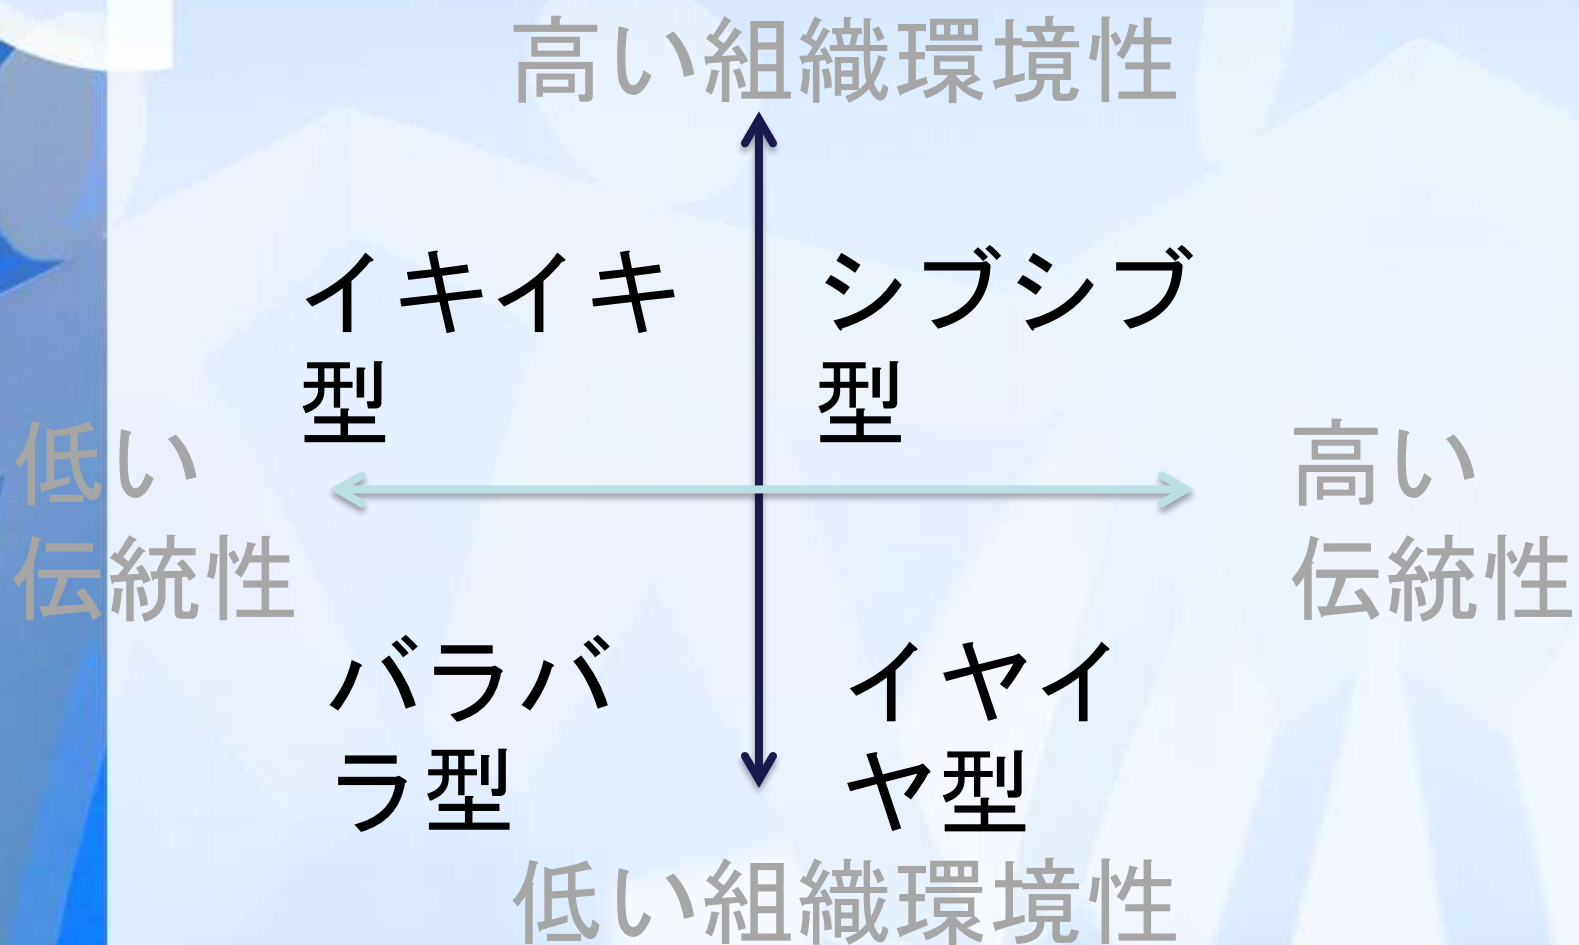 高い組織環境性
イキイキ
型
シブシブ
型
低い
伝統性
高い
伝統性
バラバ
ラ型
イヤイ
ヤ型
低い組織環境性